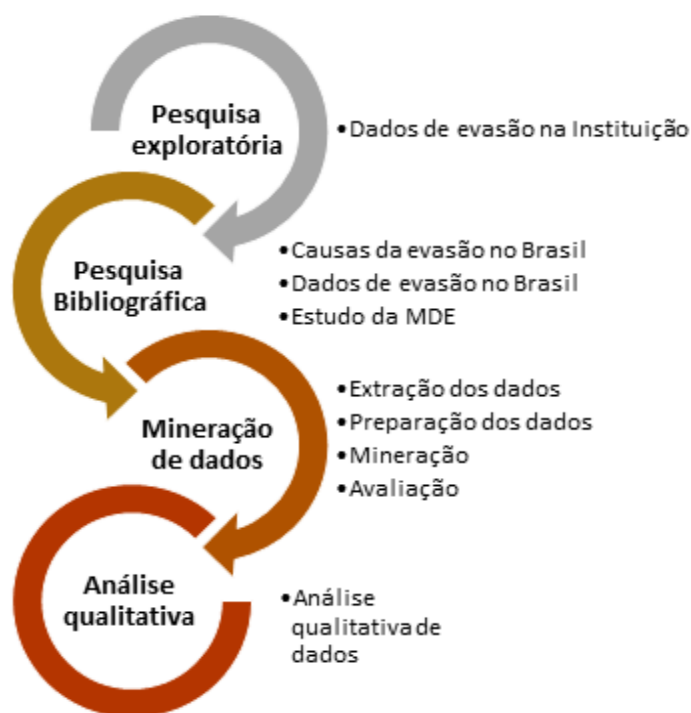 Pesquisa
exploratória
•Dados de evasão na Instituição
Pesquisa
Bibliográfica
•Causas da evasão no Brasil
•Dados de evasão no Brasil
•Estudo da MDE
Mineração
de dados
•Extração dos dados
•Preparação dos dados
•Mineração
•Avaliação
Análise
qualitativa
•Análise
qualitativa de
dados